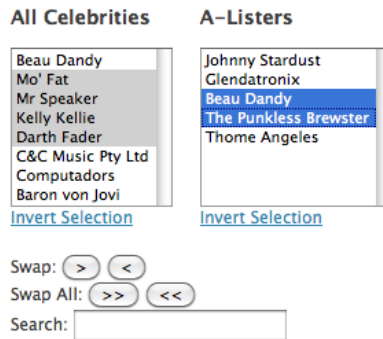 All Celebrities
Beau Dandy
Mo' Fat
Mr Speaker
Kelly Kellie
Darth Fader
C&C Music Pty Ltd
Computadors
Baron von Jovi
Invert Selection
A-Listers
Johnny Stardust
Glendatronix
Beau Dandy
The Punkless Brewster
Thome Angeles
Invert Selection
Swap: > <
Swap All: >> <<
Search: